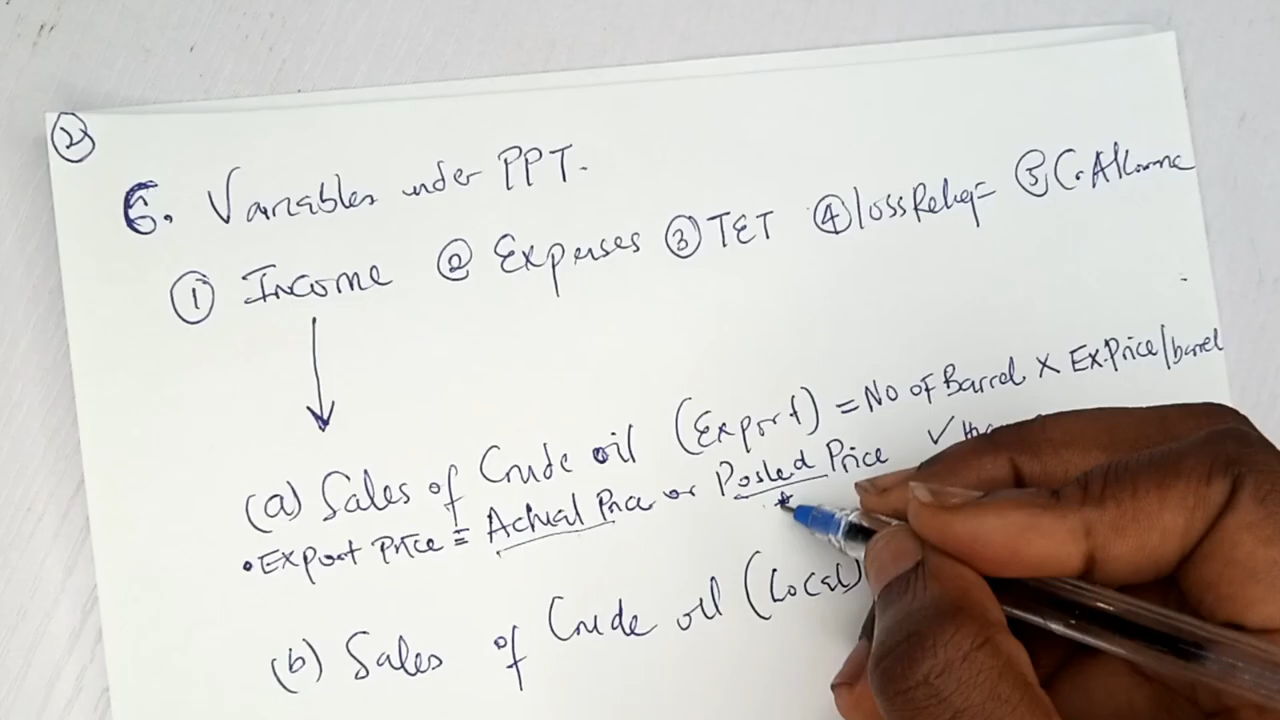 2
6. Variables under PPT.
① Income ② Expenses ③ TET ④ loss Relief ⑤ C. Allowance
(a) Sales of Crude oil (Export) = No of Barrel X Ex.Price/barrel
• Export Price = Actual Price or Posted Price ✓
*
(b) Sales of Crude oil (Local)